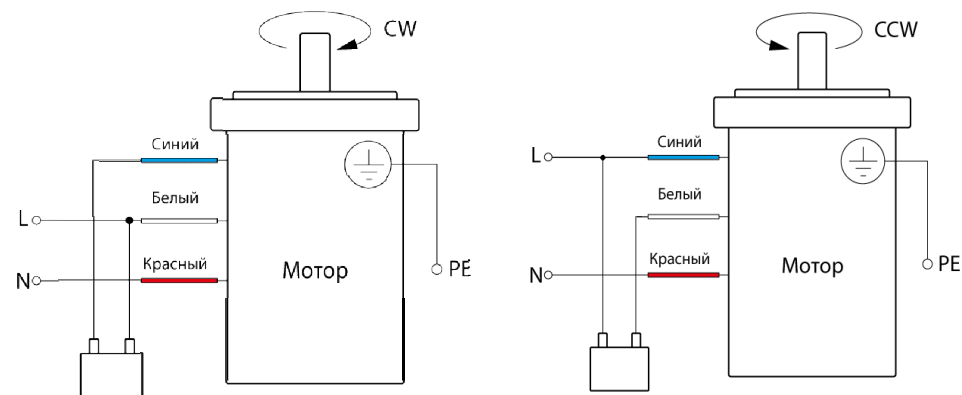 CW
Синий
Белый
L
Красный
N
Мотор
PE
CCW
Синий
L
Белый
Красный
N
Мотор
PE